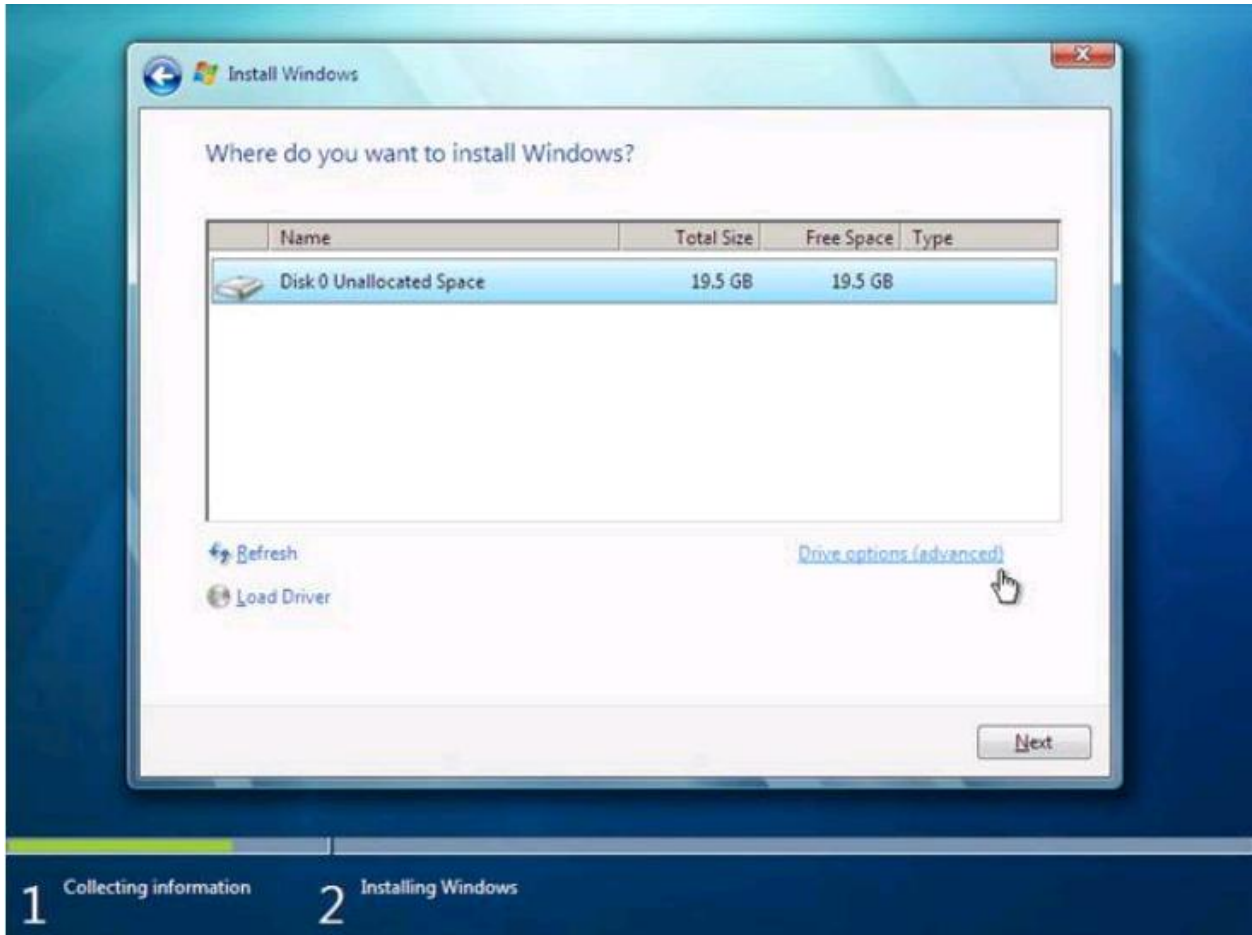 Install Windows
Where do you want to install Windows?
Name Total Size Free Space Type
Disk 0 Unallocated Space 19.5 GB 19.5 GB
Refresh Drive options (advanced)
Load Driver
Next
1 Collecting information 2 Installing Windows